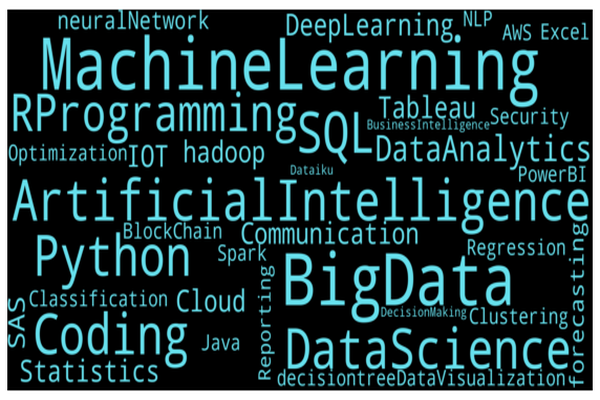 neuralNetwork
DeepLearning
NLP
AWS
Excel
MachineLearning
RProgramming
SQL
Tableau
BusinessIntelligence
Security
Optimization
IOT
hadoop
DataAnalytics
Dataiku
PowerBI
ArtificialIntelligence
BlockChain
Communication
Python
Spark
Regression
BigData
forecasting
SAS
Classification
Cloud
Reporting
DecisionMaking
Clustering
Coding
Java
DataScience
Statistics
decisiontree
DataVisualization